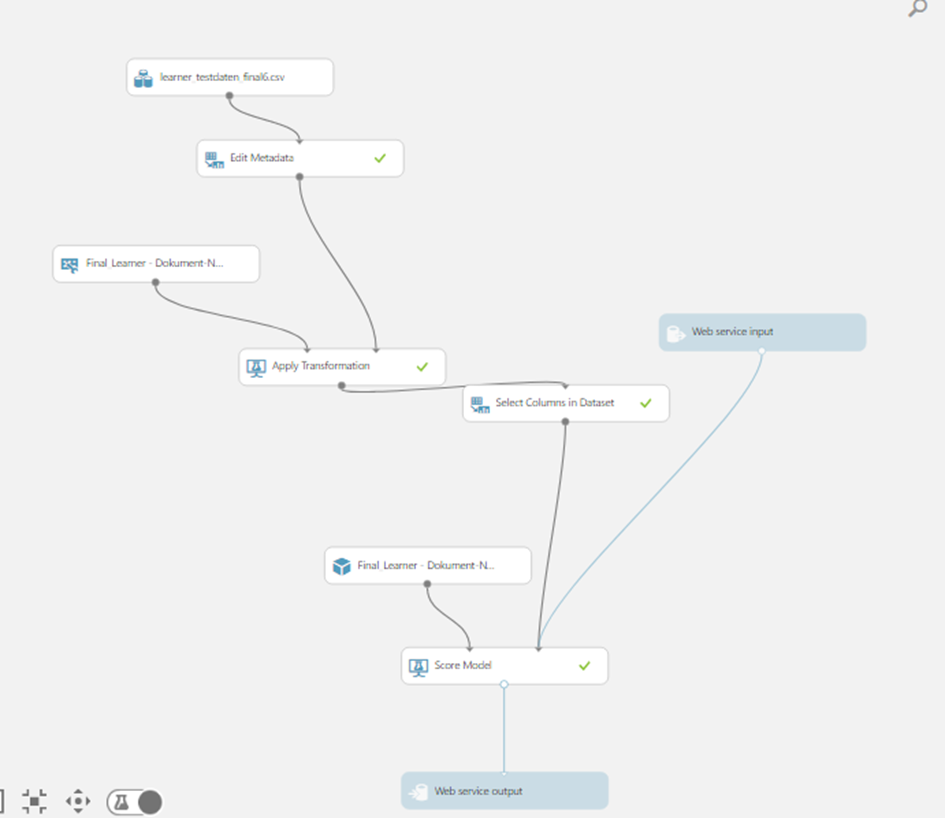 learner_testdaten_final6.csv
Edit Metadata
Final_Learner - Dokument-N...
Web service input
Apply Transformation
Select Columns in Dataset
Final_Learner - Dokument-N...
Score Model
Web service output